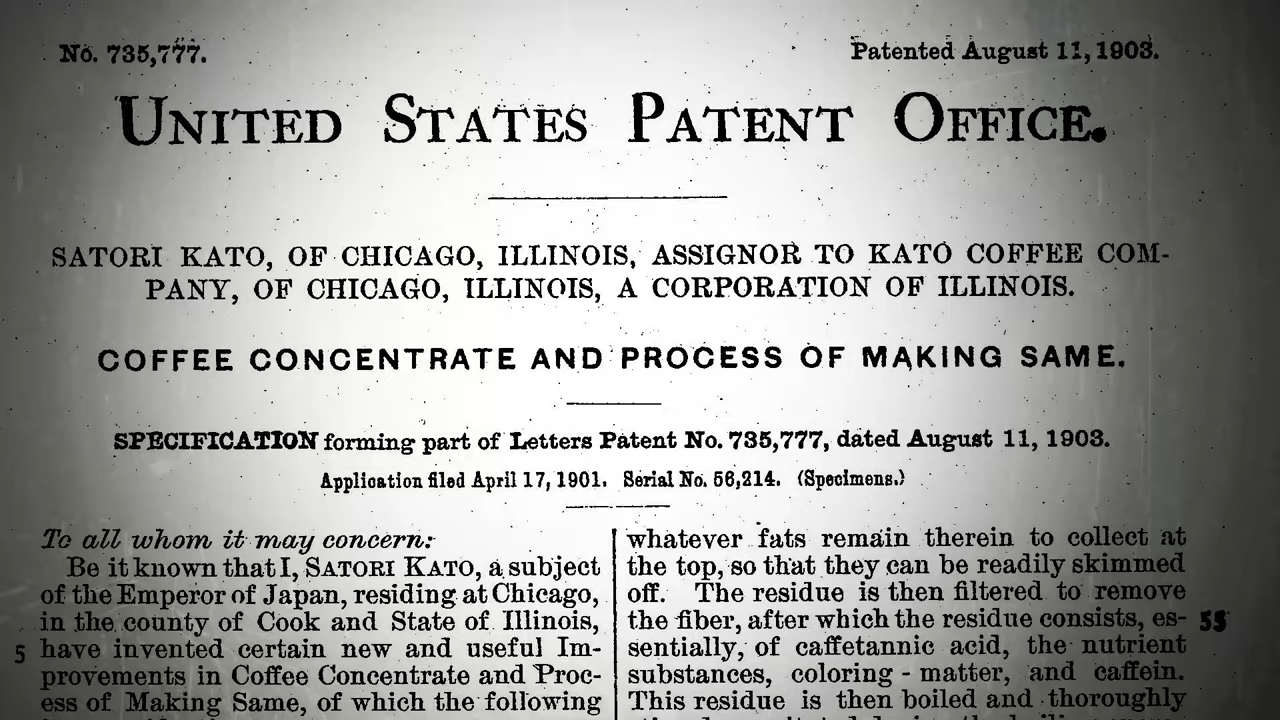 No. 735,777.
Patented August 11, 1903.
UNITED STATES PATENT OFFICE.
SATORI KATO, OF CHICAGO, ILLINOIS, ASSIGNOR TO KATO COFFEE COM-
PANY, OF CHICAGO, ILLINOIS, A CORPORATION OF ILLINOIS.
COFFEE CONCENTRATE AND PROCESS OF MAKING SAME.
SPECIFICATION forming part of Letters Patent No. 735,777, dated August 11, 1903.
Application filed April 17, 1901. Serial No. 56,214. (Specimens.)
To all whom it may concern:
Be it known that I, SATORI KATO, a subject
of the Emperor of Japan, residing at Chicago,
in the county of Cook and State of Illinois,
5 have invented certain new and useful Im-
provements in Coffee Concentrate and Proc-
ess of Making Same, of which the following
whatever fats remain therein to collect at
the top, so that they can be readily skimmed
off. The residue is then filtered to remove
the fiber, after which the residue consists, es- 55
sentially, of caffetannic acid, the nutrient
substances, coloring-matter, and caffein.
This residue is then boiled and thoroughly